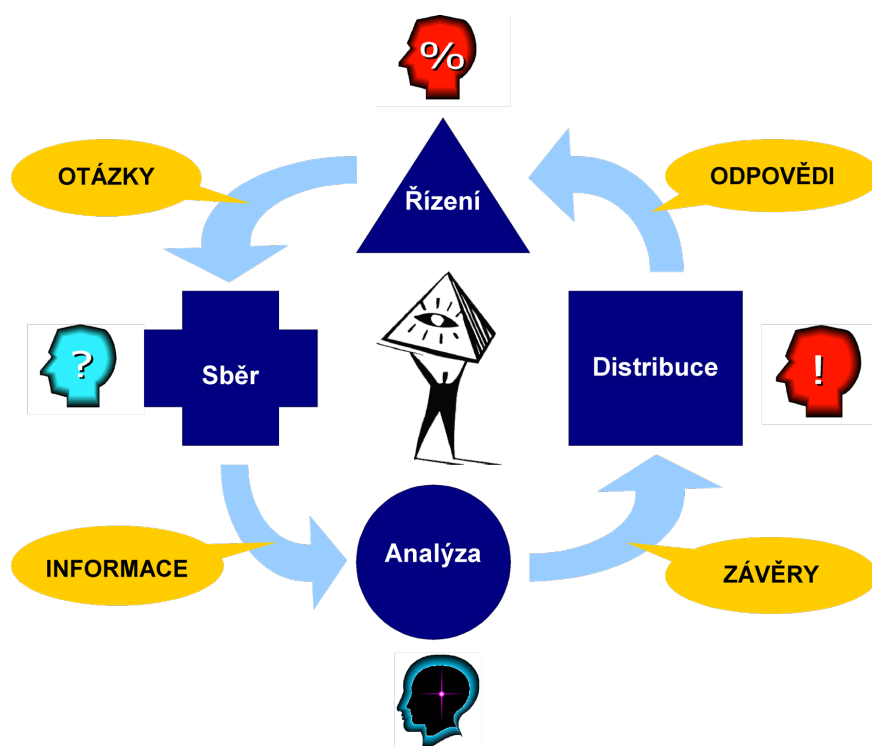 %
OTÁZKY
ODPOVĚDI
Řízení
?
Sběr
Distribuce
!
INFORMACE
Analýza
ZÁVĚRY